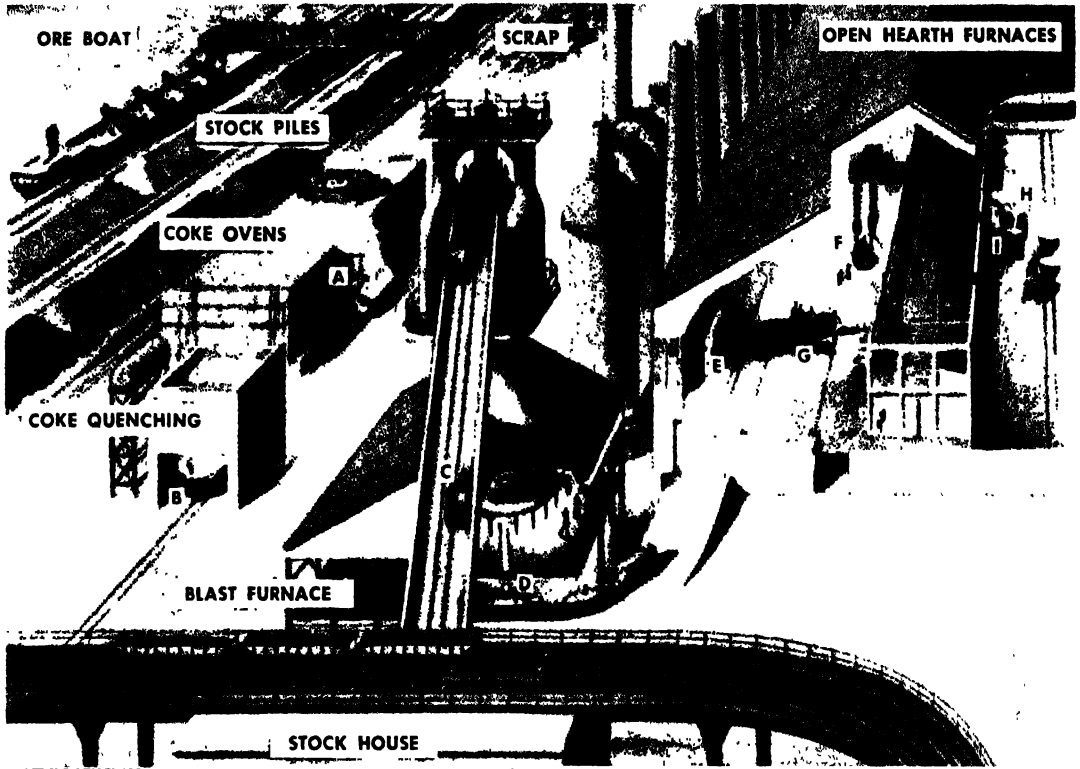 ORE BOAT
SCRAP
OPEN HEARTH FURNACES
STOCK PILES
H
COKE OVENS
F
I
A
E
G
COKE QUENCHING
C
B
D
BLAST FURNACE
STOCK HOUSE